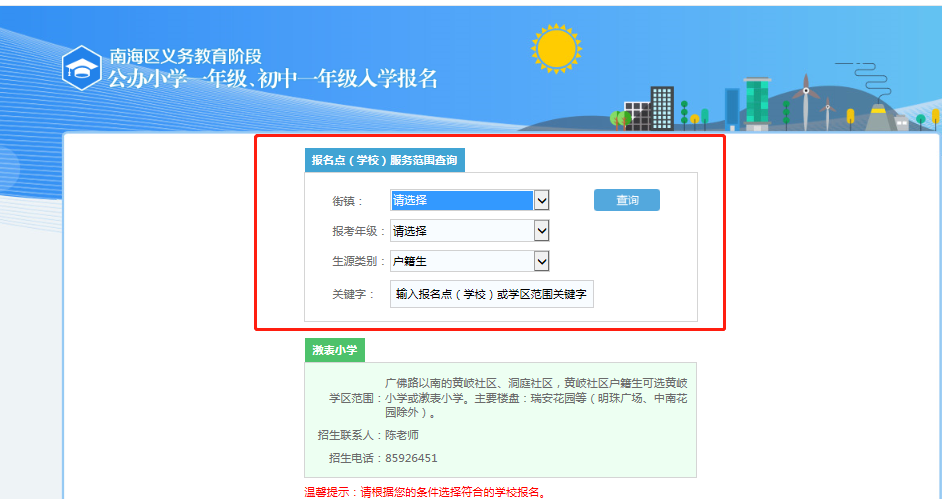 南海区义务教育阶段
公办小学一年级、初中一年级入学报名
报名点（学校）服务范围查询
街镇： 请选择 查询
报考年级： 请选择
生源类别： 户籍生
关键字： 输入报名点（学校）或学区范围关键字
漖表小学
广佛路以南的黄岐社区、洞庭社区，黄岐社区户籍生可选黄岐
学区范围：小学或漖表小学。主要楼盘：瑞安花园等（明珠广场、中南花
园除外）。
招生联系人：陈老师
招生电话：85926451
温馨提示：请根据您的条件选择符合的学校报名。